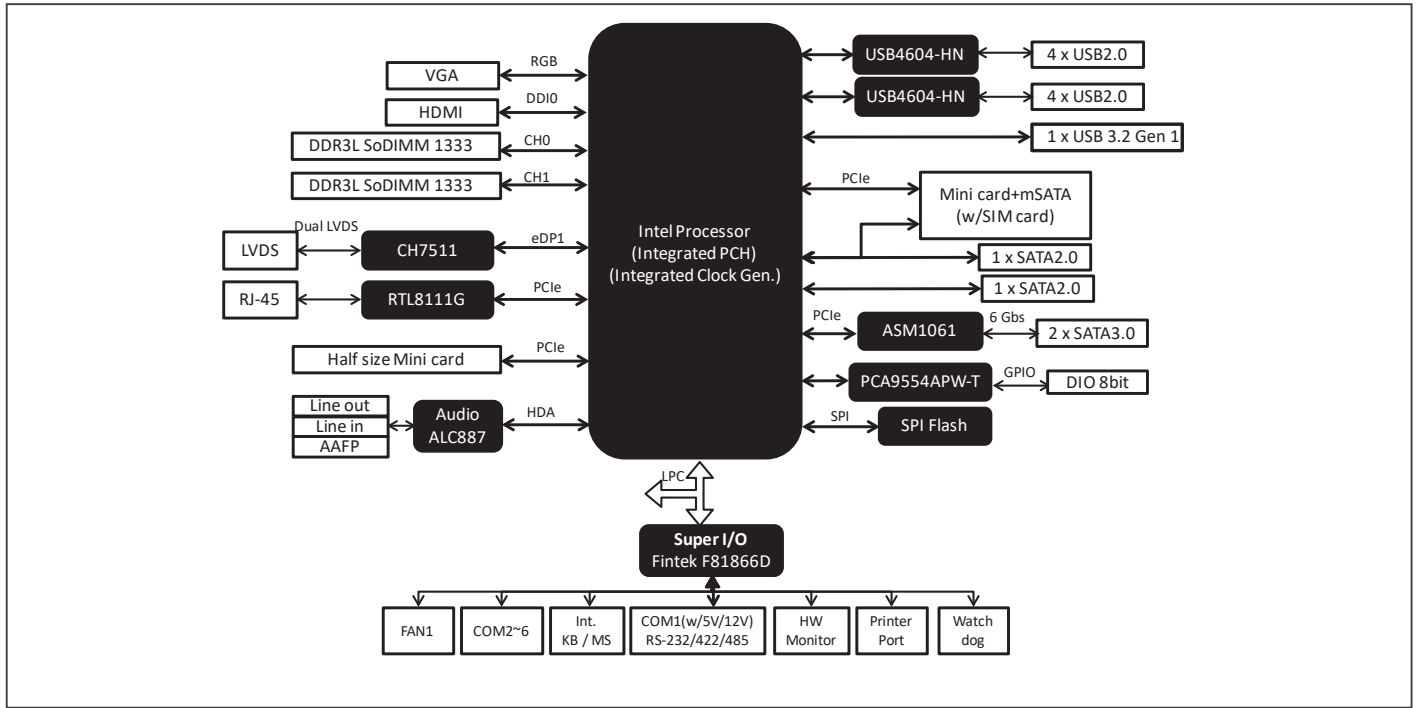 VGA
RGB
HDMI
DDI0
DDR3L SoDIMM 1333
CH0
DDR3L SoDIMM 1333
CH1
LVDS
Dual LVDS
CH7511
eDP1
RJ-45
RTL8111G
PCIe
Half size Mini card
PCIe
Line out
Line in
AAFP
Audio
ALC887
HDA
Intel Processor
(Integrated PCH)
(Integrated Clock Gen.)
USB4604-HN
4 x USB2.0
USB4604-HN
4 x USB2.0
1 x USB 3.2 Gen 1
PCIe
Mini card+mSATA
(w/SIM card)
1 x SATA2.0
1 x SATA2.0
PCIe
ASM1061
6 Gbs
2 x SATA3.0
PCA9554APW-T
GPIO
DIO 8bit
SPI
SPI Flash
LPC
Super I/O
Fintek F81866D
FAN1
COM2~6
Int.
KB / MS
COM1(w/5V/12V)
RS-232/422/485
HW
Monitor
Printer
Port
Watch
dog